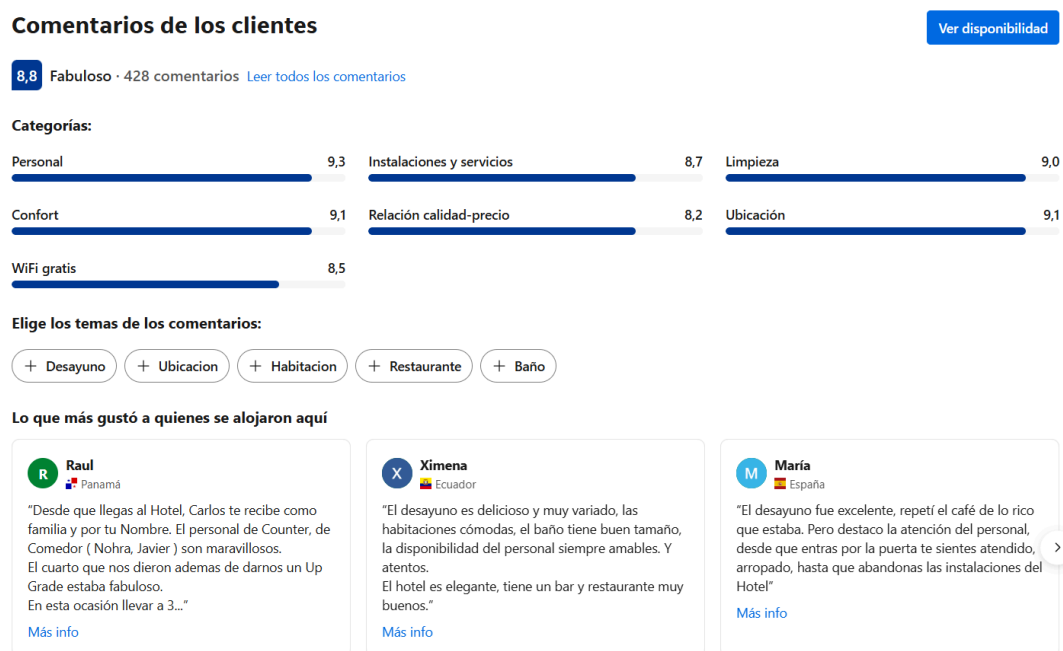 Comentarios de los clientes
Ver disponibilidad
8,8 Fabuloso · 428 comentarios Leer todos los comentarios
Categorías:
Personal 9,3
Instalaciones y servicios 8,7
Limpieza 9,0
Confort 9,1
Relación calidad-precio 8,2
Ubicación 9,1
WiFi gratis 8,5
Elige los temas de los comentarios:
+ Desayuno
+ Ubicacion
+ Habitacion
+ Restaurante
+ Baño
Lo que más gustó a quienes se alojaron aquí
R
Raul
Panamá
“Desde que llegas al Hotel, Carlos te recibe como
familia y por tu Nombre. El personal de Counter, de
Comedor ( Nohra, Javier ) son maravillosos.
El cuarto que nos dieron ademas de darnos un Up
Grade estaba fabuloso.
En esta ocasión llevar a 3...”
Más info
X
Ximena
Ecuador
“El desayuno es delicioso y muy variado, las
habitaciones cómodas, el baño tiene buen tamaño,
la disponibilidad del personal siempre amables. Y
atentos.
El hotel es elegante, tiene un bar y restaurante muy
buenos.”
Más info
M
María
España
“El desayuno fue excelente, repetí el café de lo rico
que estaba. Pero destaco la atención del personal,
desde que entras por la puerta te sientes atendido,
arropado, hasta que abandonas las instalaciones del
Hotel”
Más info